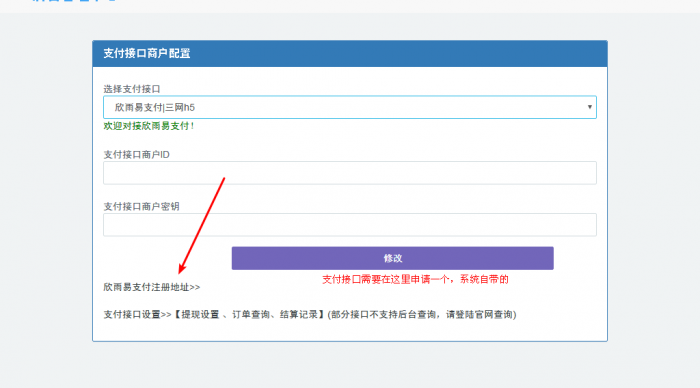 支付接口商户配置
选择支付接口
欣雨易支付|三网h5
欢迎对接欣雨易支付！
支付接口商户ID
支付接口商户密钥
修改
支付接口需要在这里申请一个，系统自带的
欣雨易支付注册地址>>
支付接口设置>>【提现设置 、订单查询、结算记录】(部分接口不支持后台查询，请登陆官网查询)